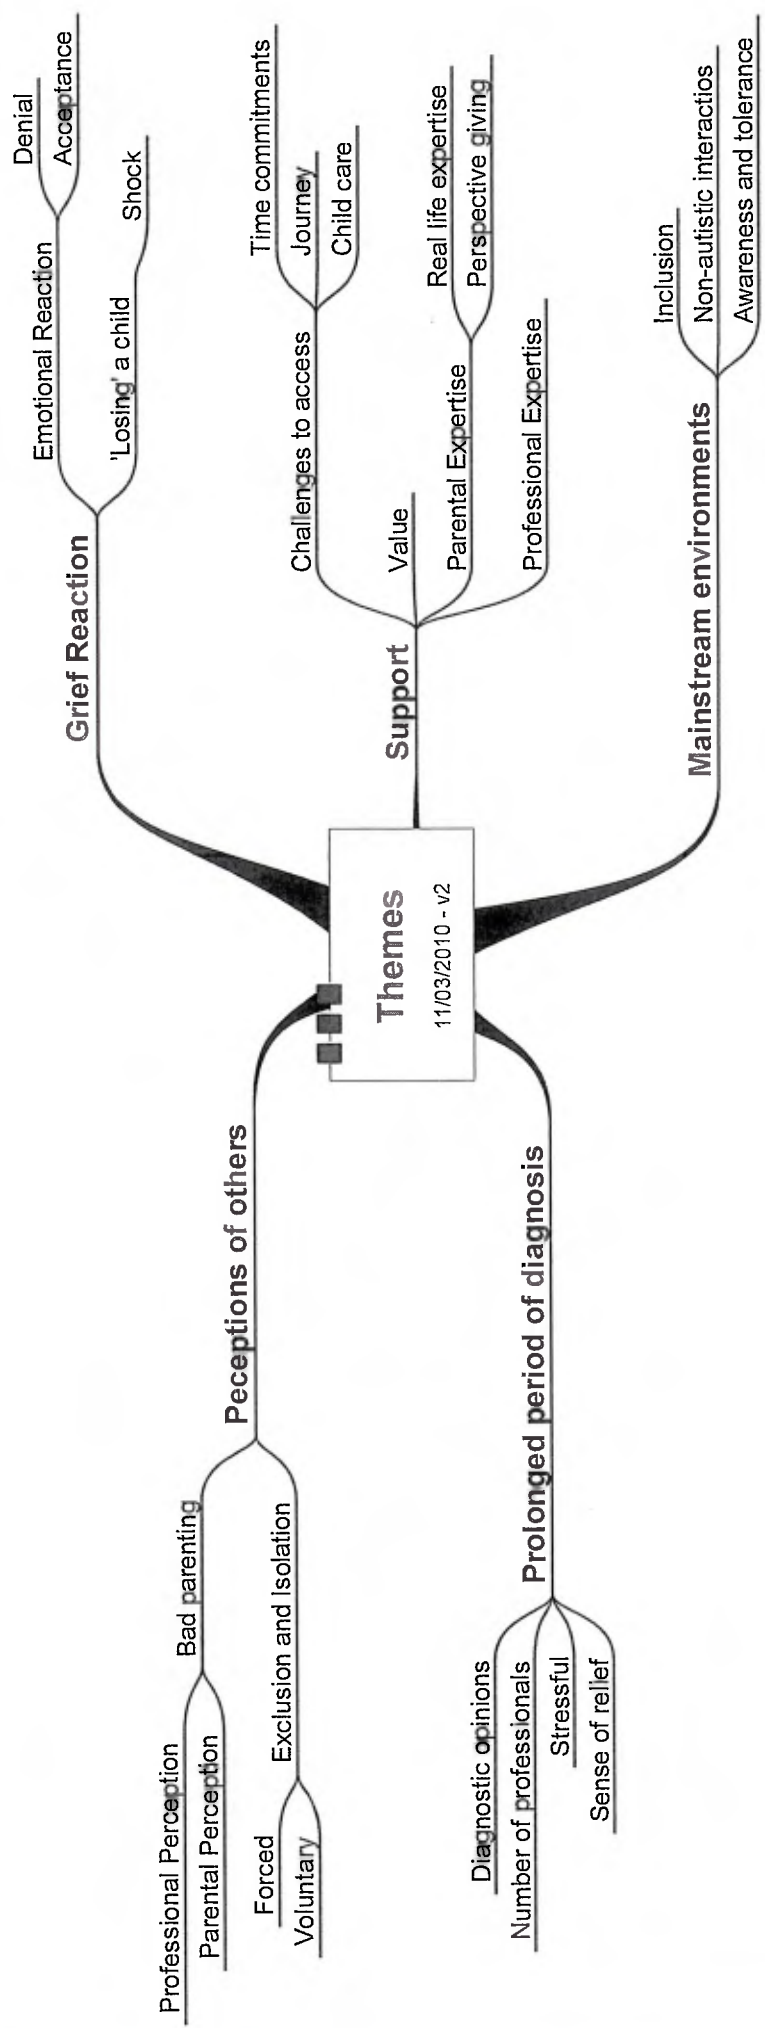 Themes
11/03/2010 - v2
Grief Reaction
Emotional Reaction
Denial
Acceptance
'Losing' a child
Shock
Support
Challenges to access
Time commitments
Journey
Child care
Value
Parental Expertise
Real life expertise
Perspective giving
Professional Expertise
Mainstream environments
Inclusion
Non-autistic interactios
Awareness and tolerance
Peceptions of others
Bad parenting
Professional Perception
Parental Perception
Exclusion and Isolation
Forced
Voluntary
Prolonged period of diagnosis
Diagnostic opinions
Number of professionals
Stressful
Sense of relief